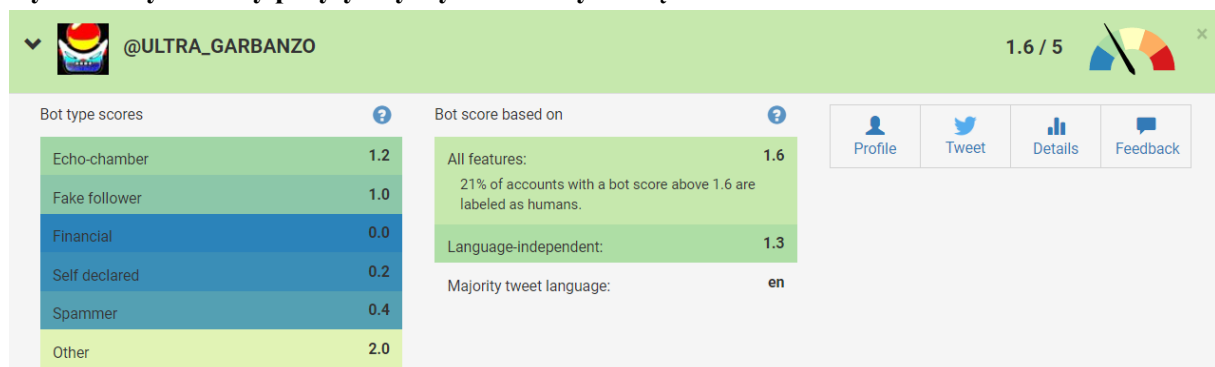 @ULTRA_GARBANZO
1.6 / 5
×
Bot type scores
?
Echo-chamber 1.2
Fake follower 1.0
Financial 0.0
Self declared 0.2
Spammer 0.4
Other 2.0
Bot score based on
?
All features: 1.6
21% of accounts with a bot score above 1.6 are
labeled as humans.
Language-independent: 1.3
Majority tweet language: en
Profile
Tweet
Details
Feedback